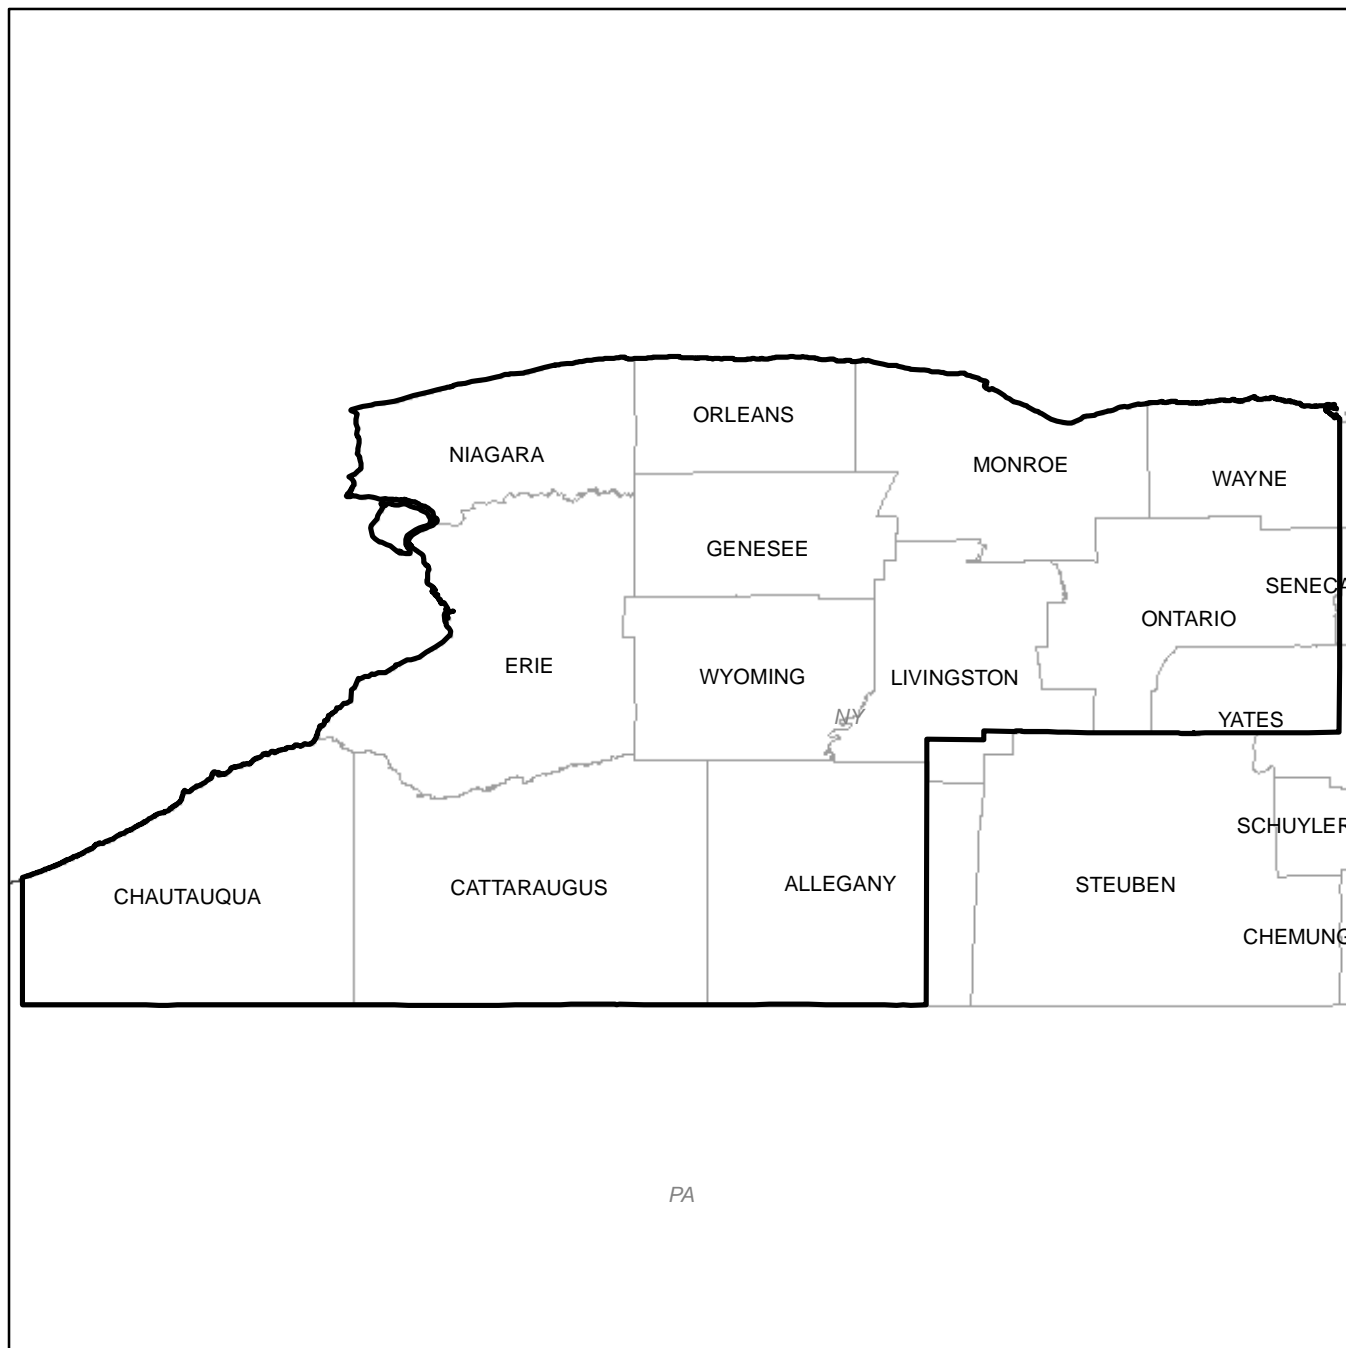 ORLEANS
NIAGARA
MONROE
WAYNE
GENESEE
SENECA
ONTARIO
ERIE
WYOMING
LIVINGSTON
NY
YATES
SCHUYLER
CHAUTAUQUA
CATTARAUGUS
ALLEGANY
STEUBEN
CHEMUNG
PA